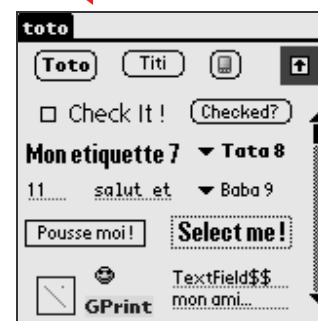 toto
Toto Titi
Check It ! Checked?
Mon etiquette 7 Tata 8
11 salut et Baba 9
Pousse moi ! Select me !
TextField$$
GPrint mon ami...